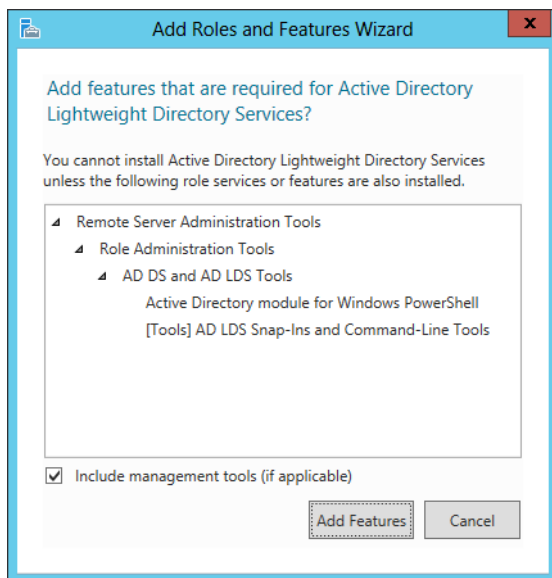 Add Roles and Features Wizard
x
Add features that are required for Active Directory
Lightweight Directory Services?
You cannot install Active Directory Lightweight Directory Services
unless the following role services or features are also installed.
Remote Server Administration Tools
Role Administration Tools
AD DS and AD LDS Tools
Active Directory module for Windows PowerShell
[Tools] AD LDS Snap-Ins and Command-Line Tools
Include management tools (if applicable)
Add Features Cancel